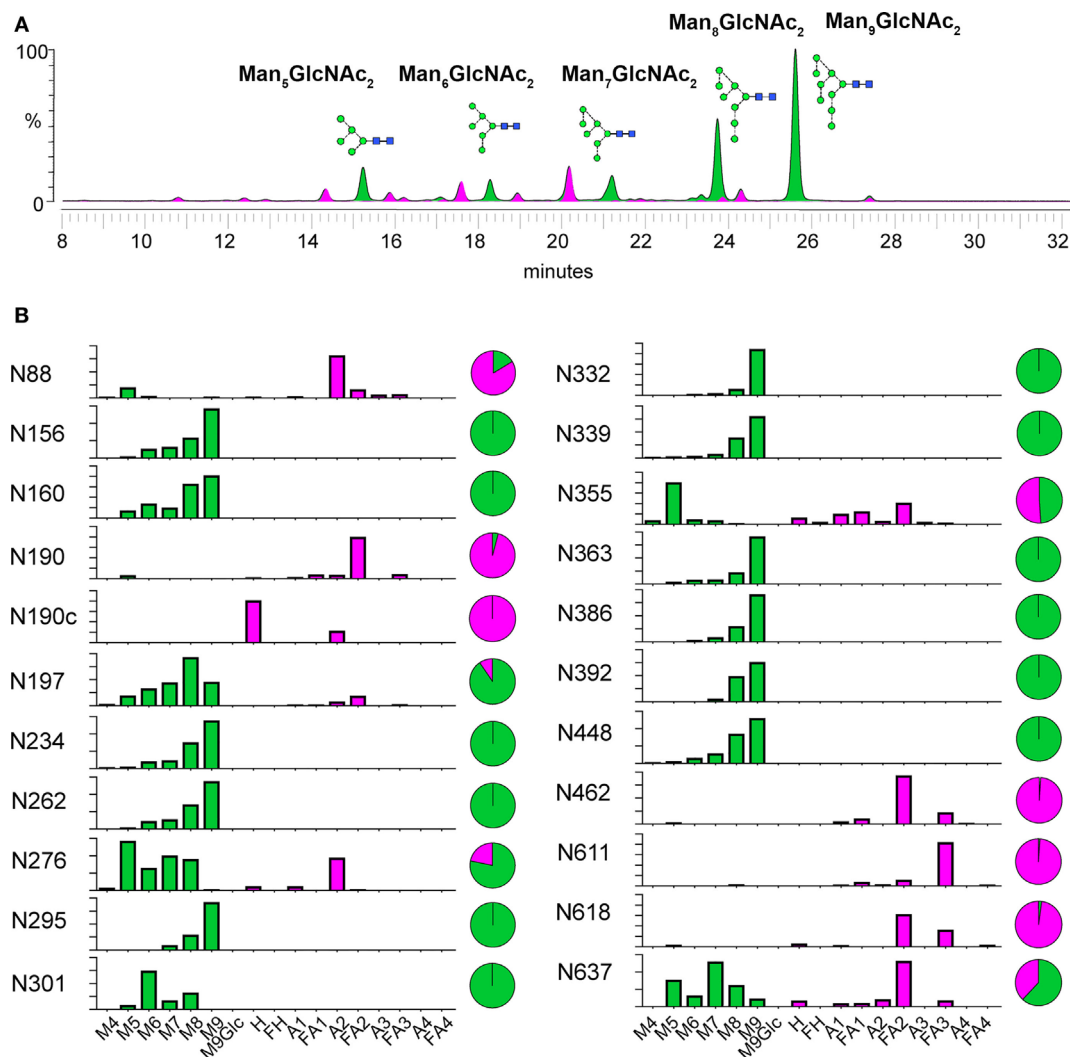 A
Man5GlcNAc2
Man6GlcNAc2
Man7GlcNAc2
Man8GlcNAc2
Man9GlcNAc2
100
%
0
8 10 12 14 16 18 20 22 24 26 28 30 32
minutes
B
N88
N156
N160
N190
N190c
N197
N234
N262
N276
N295
N301
M4 M5 M6 M7 M8 M9 M9Glc H FH A1 FA1 A2 FA2 A3 FA3 A4 FA4
N332
N339
N355
N363
N386
N392
N448
N462
N611
N618
N637
M4 M5 M6 M7 M8 M9 M9Glc H FH A1 FA1 A2 FA2 A3 FA3 A4 FA4